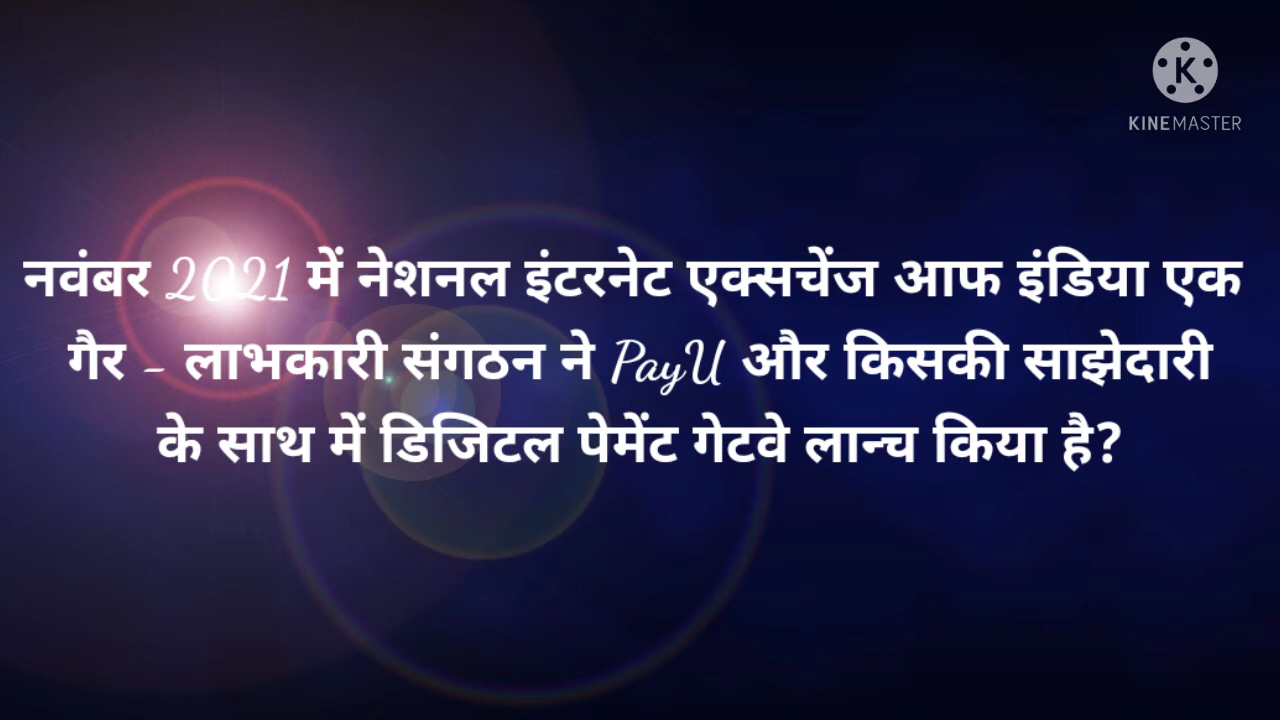 KINEMASTER
नवंबर 2021 में नेशनल इंटरनेट एक्सचेंज आफ इंडिया एक
गैर - लाभकारी संगठन ने PayU और किसकी साझेदारी
के साथ में डिजिटल पेमेंट गेटवे लान्च किया है?